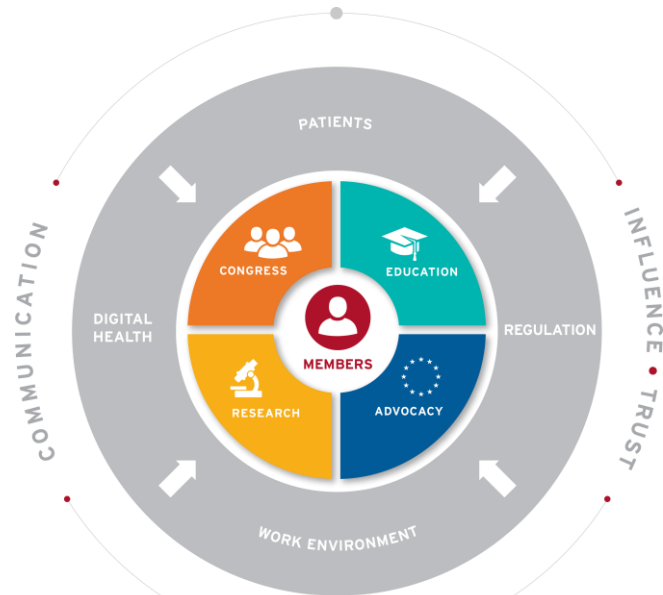 PATIENTS
COMMUNICATION
INFLUENCE • TRUST
CONGRESS
EDUCATION
DIGITAL
HEALTH
REGULATION
MEMBERS
RESEARCH
ADVOCACY
WORK ENVIRONMENT